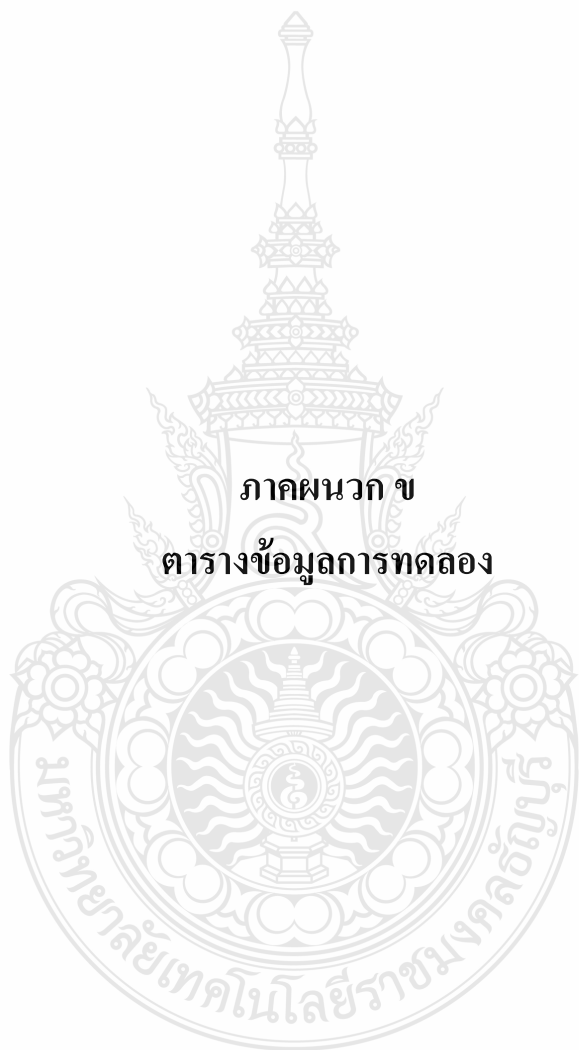 ภาคผนวก ข
ตารางข้อมูลการทดลอง
มหาวิทยาลัยเทคโนโลยีราชมงคลธัญบุรี